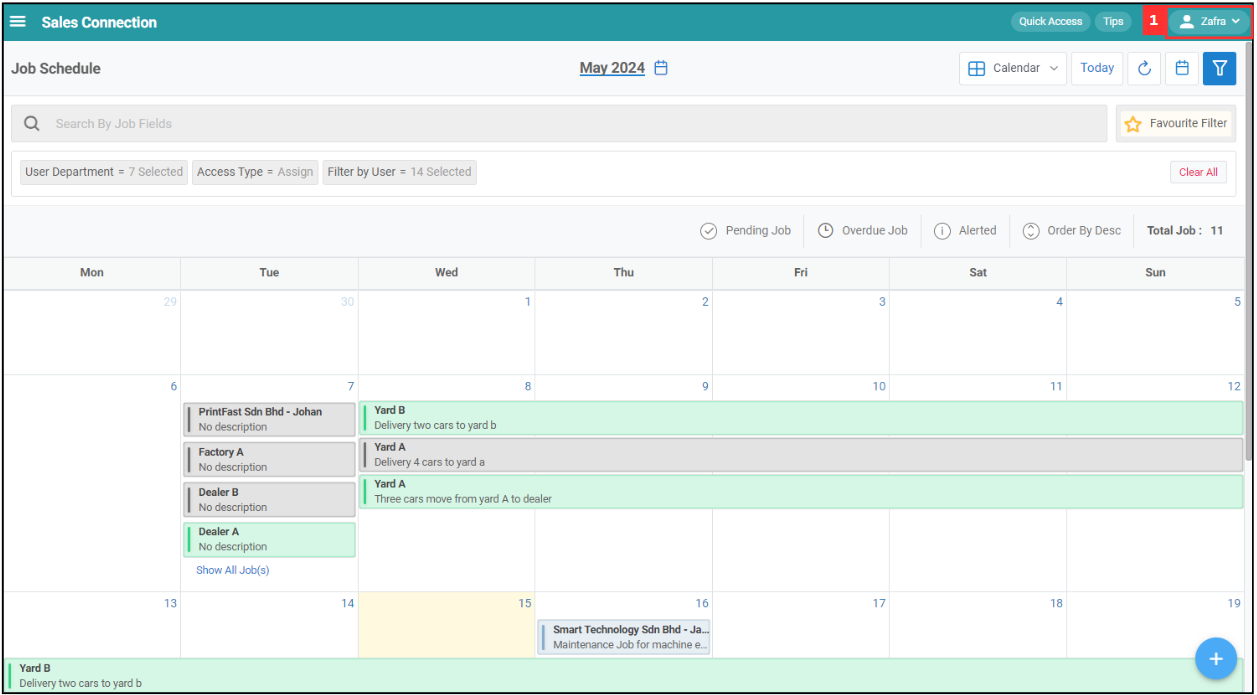 Sales Connection
Quick Access
Tips
1
Zafra
Job Schedule
May 2024
Calendar
Today
Search By Job Fields
Favourite Filter
User Department = 7 Selected
Access Type = Assign
Filter by User = 14 Selected
Clear All
Pending Job
Overdue Job
Alerted
Order By Desc
Total Job : 11
Mon Tue Wed Thu Fri Sat Sun
29 30 1 2 3 4 5
6 7 8 9 10 11 12
PrintFast Sdn Bhd - Johan
No description
Factory A
No description
Dealer B
No description
Dealer A
No description
Show All Job(s)
Yard B
Delivery two cars to yard b
Yard A
Delivery 4 cars to yard a
Yard A
Three cars move from yard A to dealer
13 14 15 16 17 18 19
Smart Technology Sdn Bhd - Ja...
Maintenance Job for machine e...
Yard B
Delivery two cars to yard b